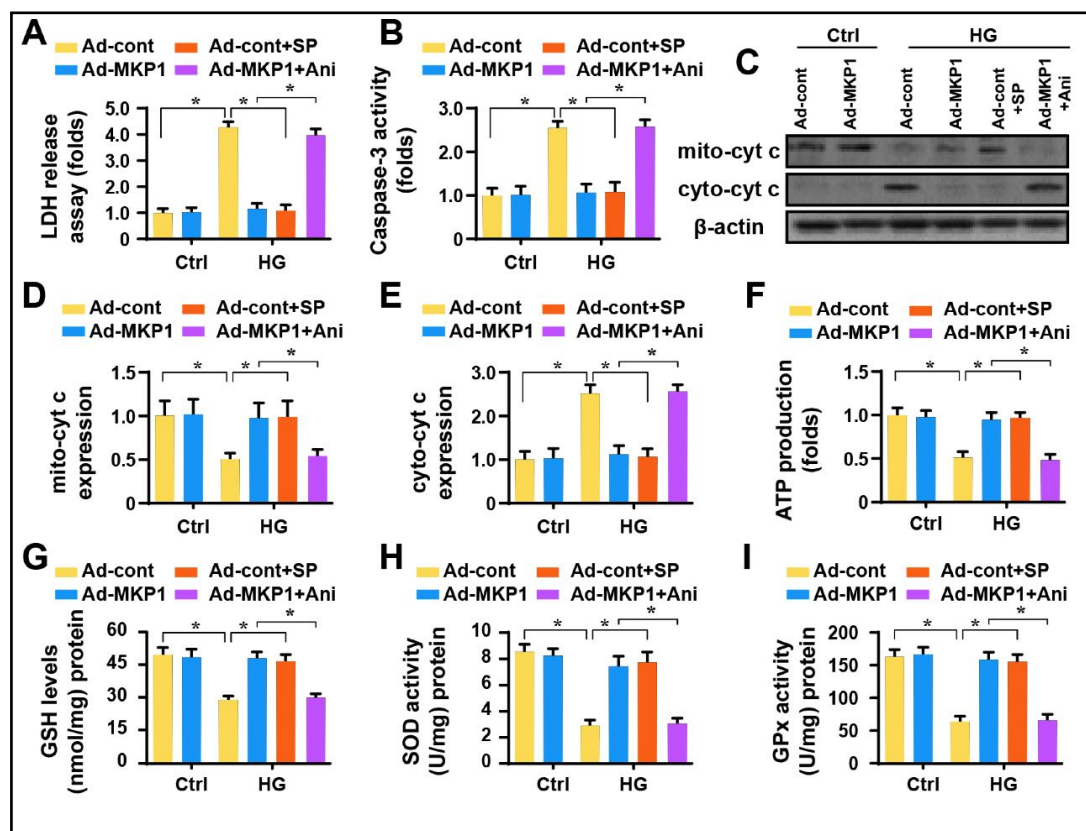 A
Ad-cont Ad-cont+SP
Ad-MKP1 Ad-MKP1+Ani
LDH release
assay (folds)
5.0
4.0
3.0
2.0
1.0
0
* * *
Ctrl HG
B
Ad-cont Ad-cont+SP
Ad-MKP1 Ad-MKP1+Ani
Caspase-3 activity
(folds)
3.0
2.0
1.0
0
* * *
Ctrl HG
C
Ctrl HG
Ad-cont
Ad-MKP1
Ad-cont
Ad-MKP1
Ad-cont
+SP
Ad-MKP1
+Ani
mito-cyt c
cyto-cyt c
β-actin
D
Ad-cont Ad-cont+SP
Ad-MKP1 Ad-MKP1+Ani
mito-cyt c
expression
1.5
1.0
0.5
0
* * *
Ctrl HG
E
Ad-cont Ad-cont+SP
Ad-MKP1 Ad-MKP1+Ani
cyto-cyt c
expression
3.0
2.0
1.0
0
* * *
Ctrl HG
F
Ad-cont Ad-cont+SP
Ad-MKP1 Ad-MKP1+Ani
ATP production
(folds)
1.5
1.0
0.5
0
* * *
Ctrl HG
G
Ad-cont Ad-cont+SP
Ad-MKP1 Ad-MKP1+Ani
GSH levels
(nmol/mg) protein
60
45
30
15
0
* * *
Ctrl HG
H
Ad-cont Ad-cont+SP
Ad-MKP1 Ad-MKP1+Ani
SOD activity
(U/mg) protein
10
8
6
4
2
0
* * *
Ctrl HG
I
Ad-cont Ad-cont+SP
Ad-MKP1 Ad-MKP1+Ani
GPx activity
(U/mg) protein
200
150
100
50
0
* * *
Ctrl HG